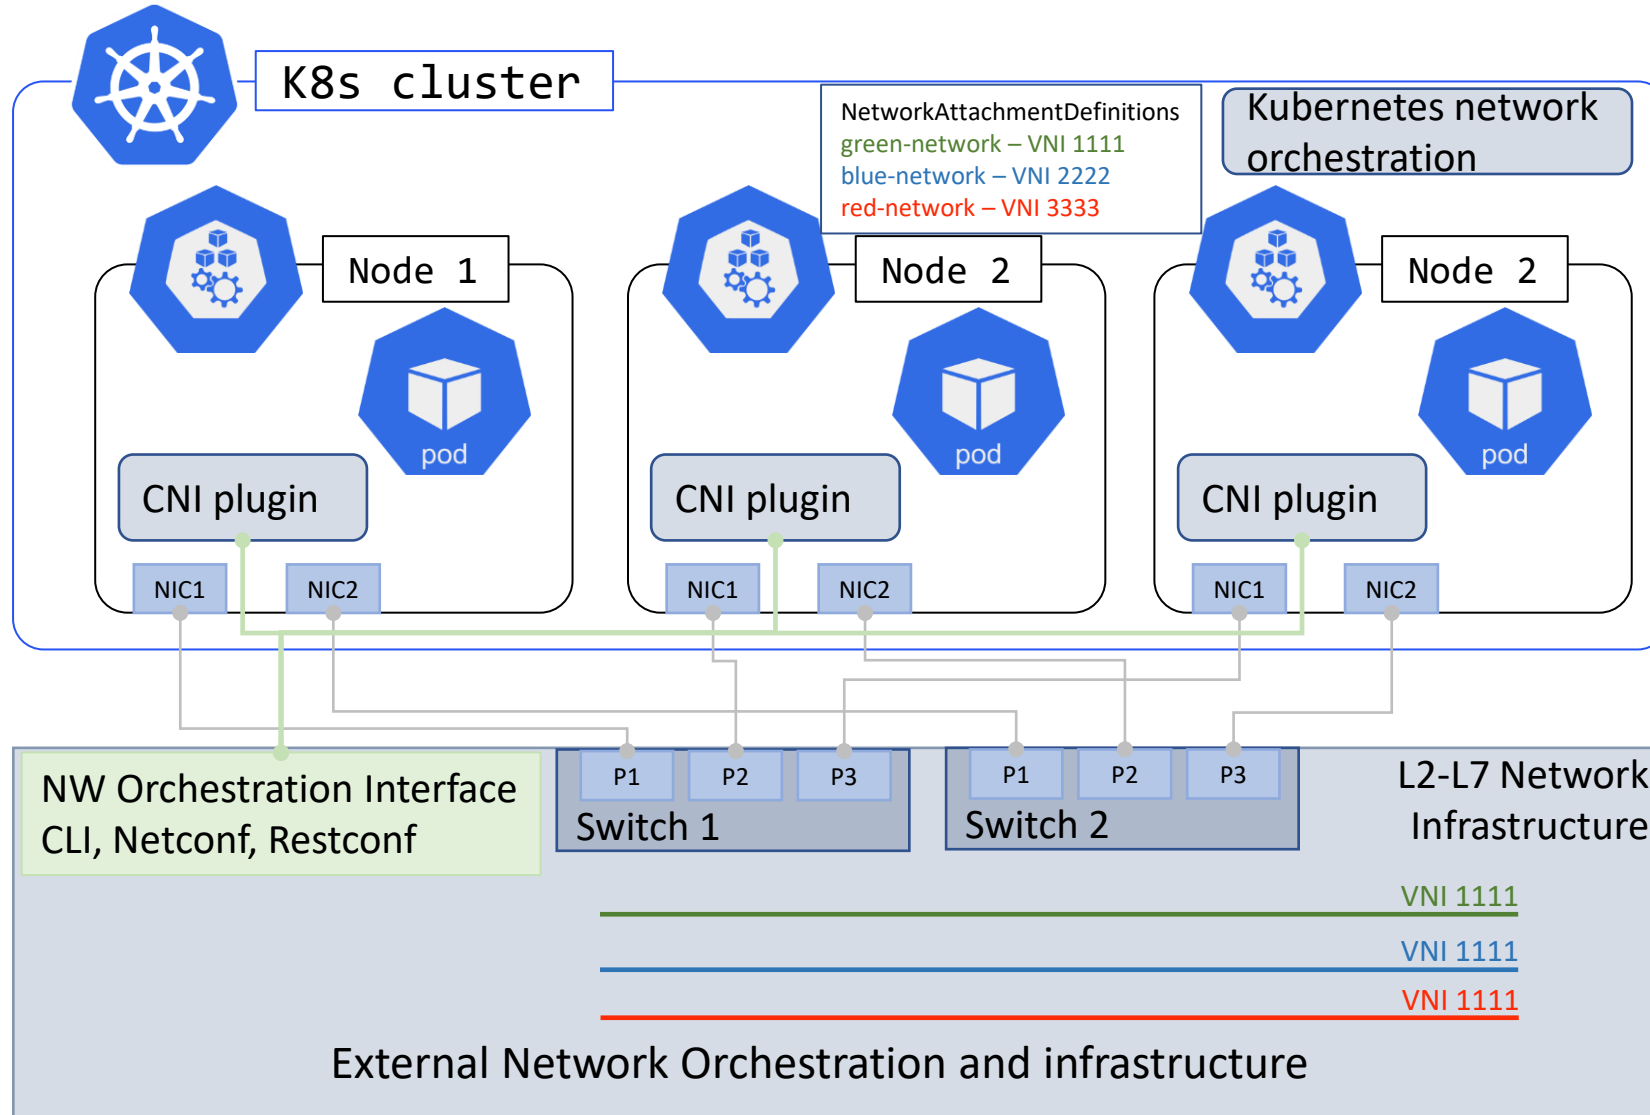 K8s cluster
NetworkAttachmentDefinitions
green-network – VNI 1111
blue-network – VNI 2222
red-network – VNI 3333
Kubernetes network
orchestration
Node 1
Node 2
Node 2
pod
pod
pod
CNI plugin
CNI plugin
CNI plugin
NIC1
NIC2
NIC1
NIC2
NIC1
NIC2
NW Orchestration Interface
CLI, Netconf, Restconf
P1
P2
P3
Switch 1
P1
P2
P3
Switch 2
L2-L7 Network
Infrastructure
VNI 1111
VNI 1111
VNI 1111
External Network Orchestration and infrastructure